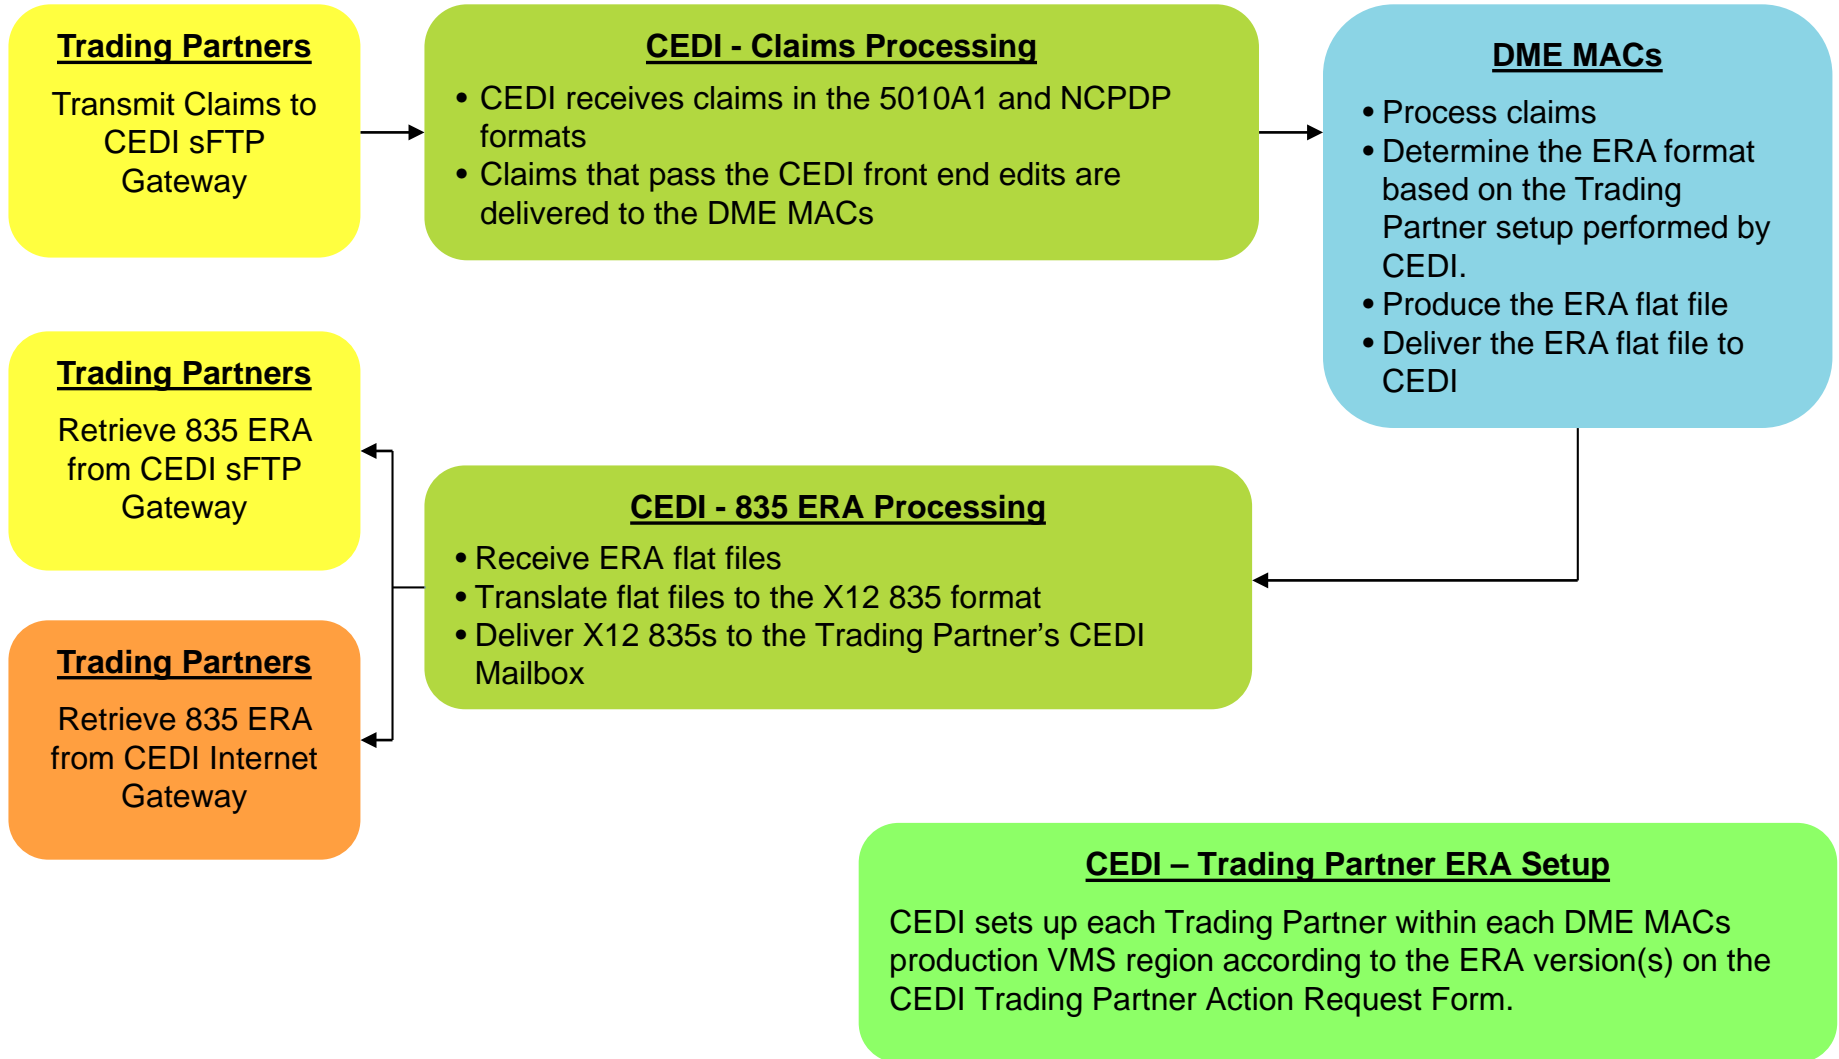 Trading Partners
Transmit Claims to
CEDI sFTP
Gateway
CEDI - Claims Processing
• CEDI receives claims in the 5010A1 and NCPDP
formats
• Claims that pass the CEDI front end edits are
delivered to the DME MACs
DME MACs
• Process claims
• Determine the ERA format
based on the Trading
Partner setup performed by
CEDI.
• Produce the ERA flat file
• Deliver the ERA flat file to
CEDI
Trading Partners
Retrieve 835 ERA
from CEDI sFTP
Gateway
CEDI - 835 ERA Processing
• Receive ERA flat files
• Translate flat files to the X12 835 format
• Deliver X12 835s to the Trading Partner’s CEDI
Mailbox
Trading Partners
Retrieve 835 ERA
from CEDI Internet
Gateway
CEDI – Trading Partner ERA Setup
CEDI sets up each Trading Partner within each DME MACs
production VMS region according to the ERA version(s) on the
CEDI Trading Partner Action Request Form.